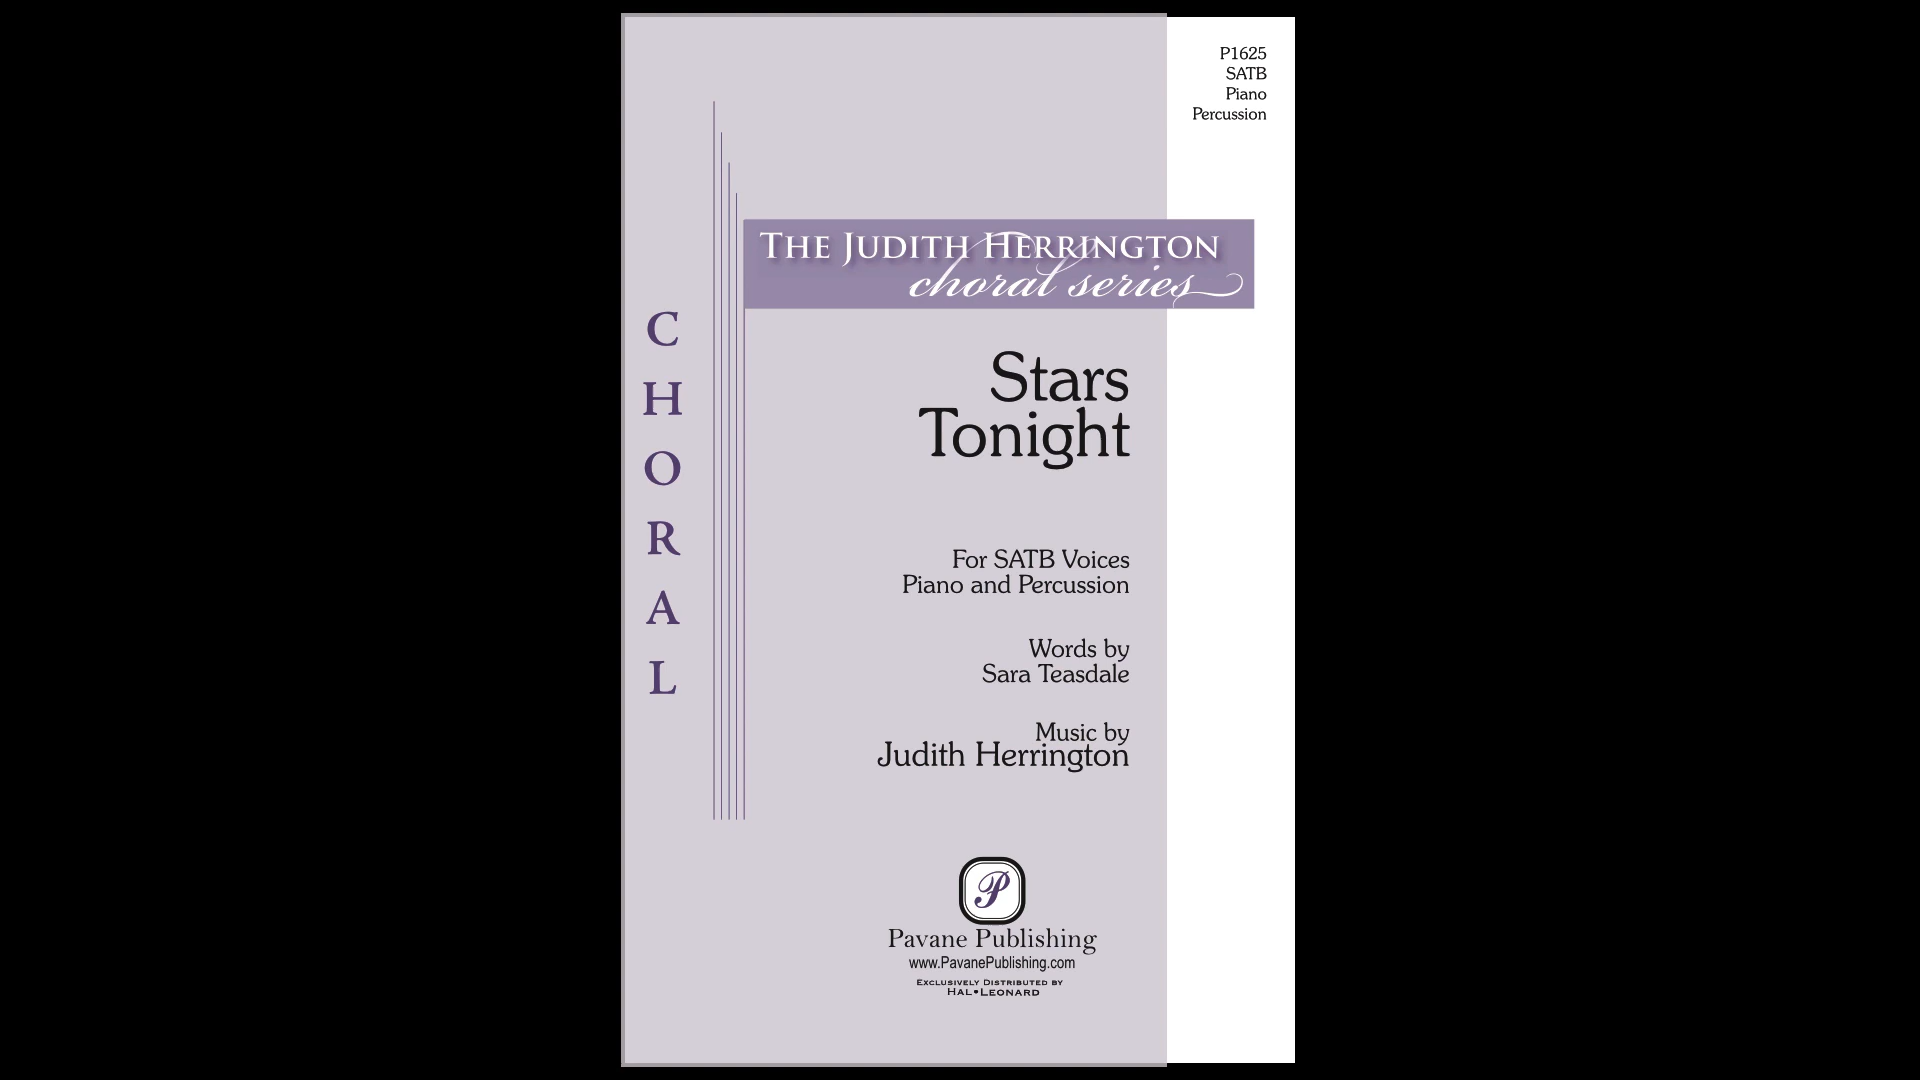 P1625
SATB
Piano
Percussion
THE JUDITH HERRINGTON
choral series
C
H
O
R
A
L
Stars
Tonight
For SATB Voices
Piano and Percussion
Words by
Sara Teasdale
Music by
Judith Herrington
P
Pavane Publishing
www.PavanePublishing.com
EXCLUSIVELY DISTRIBUTED BY
HAL•LEONARD